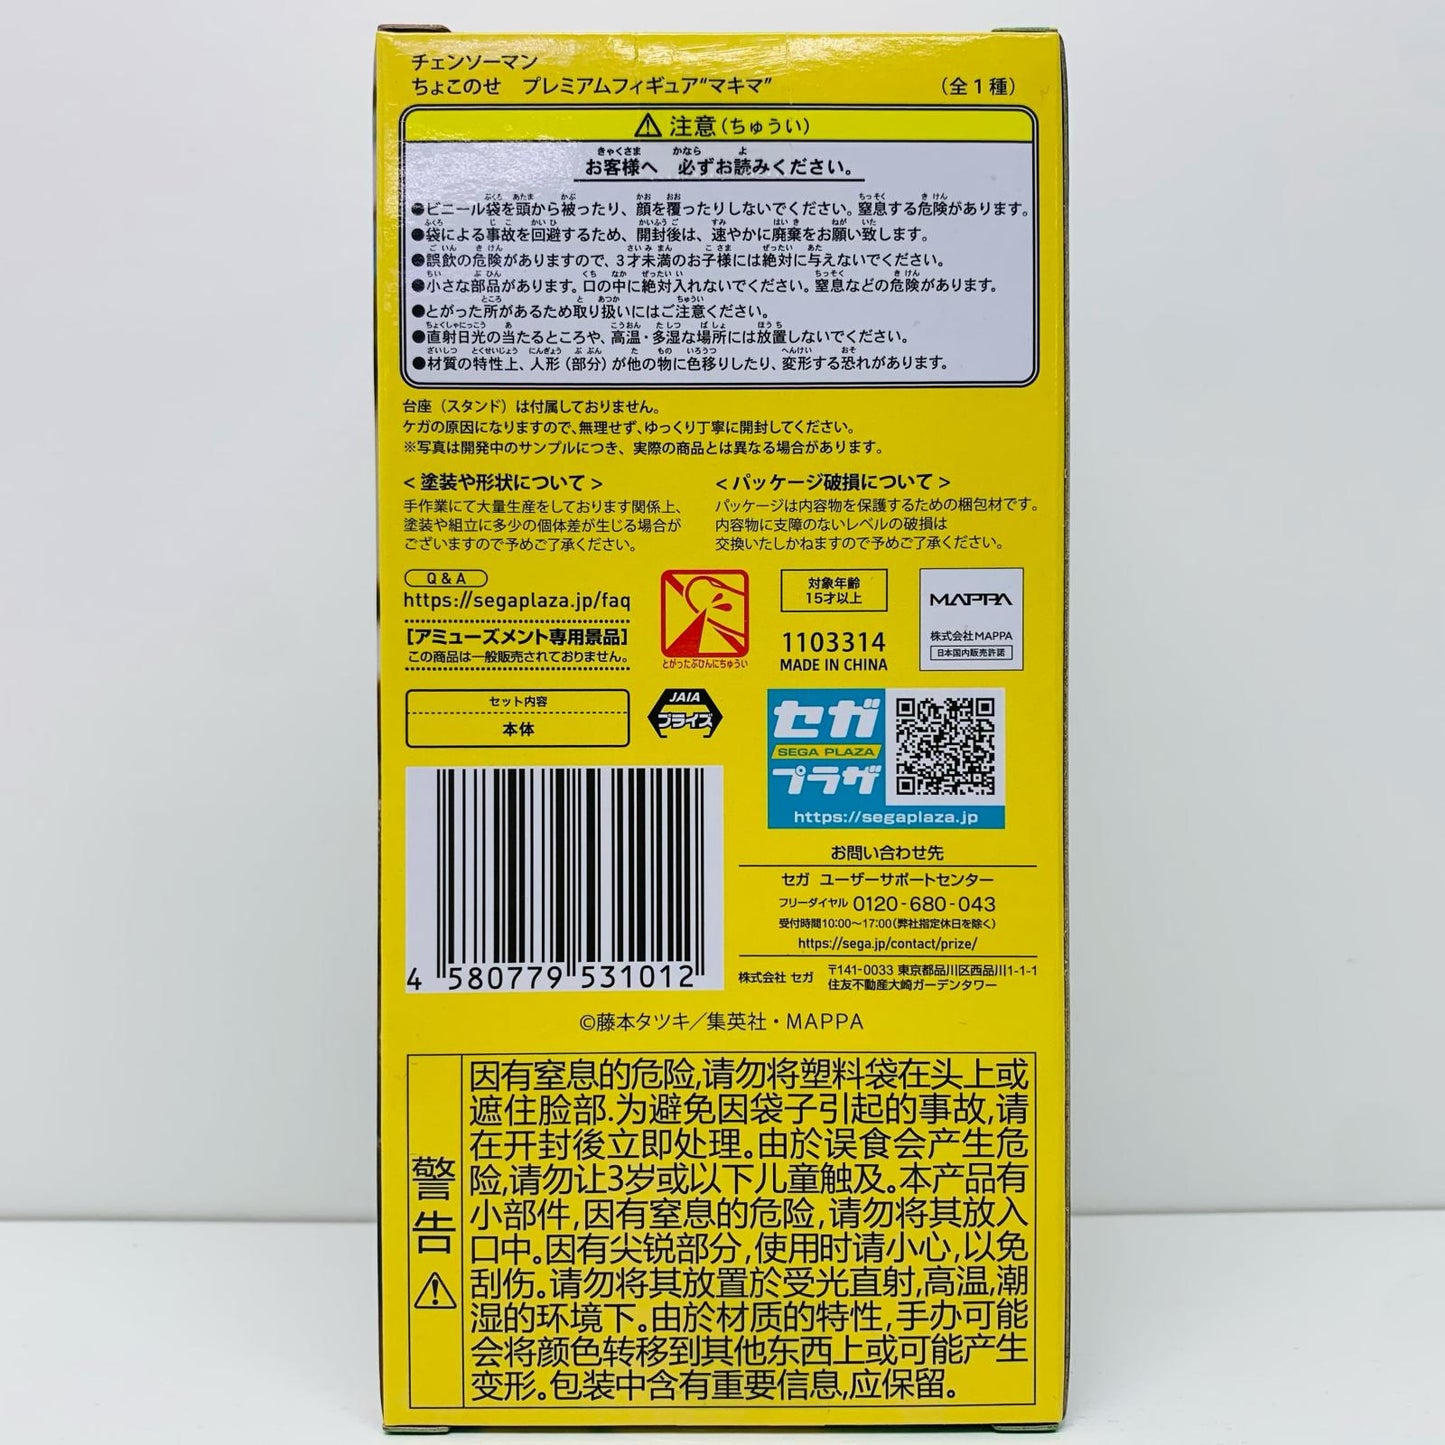 チェンソーマン
ちょこのせ プレミアムフィギュア“マキマ” （全1種）
⚠注意(ちゅうい)
お客様へ 必ずお読みください。
●ビニール袋を頭から被ったり、顔を覆ったりしないでください。窒息する危険があります。
●袋による事故を回避するため、開封後は、速やかに廃棄をお願い致します。
●誤飲の危険がありますので、3才未満のお子様には絶対に与えないでください。
●小さな部品があります。口の中に絶対入れないでください。窒息などの危険があります。
●とがった所があるため取り扱いにはご注意ください。
●直射日光の当たるところや、高温・多湿な場所には放置しないでください。
●材質の特性上、人形（部分）が他の物に色移りしたり、変形する恐れがあります。
台座（スタンド）は付属しておりません。
ケガの原因になりますので、無理せず、ゆっくり丁寧に開封してください。
※写真は開発中のサンプルにつき、実際の商品とは異なる場合があります。
＜塗装や形状について＞
手作業にて大量生産をしております関係上、
塗装や組立に多少の個体差が生じる場合が
ございますので予めご了承ください。
＜パッケージ破損について＞
パッケージは内容物を保護するための梱包材です。
内容物に支障のないレベルの破損は
交換いたしかねますので予めご了承ください。
Q & A
https://segaplaza.jp/faq
[アミューズメント専用景品]
この商品は一般販売されておりません。
とがったぶひんにちゅうい
対象年齢
15才以上
1103314
MADE IN CHINA
MAPPA
株式会社MAPPA
日本国内販売許諾
セット内容
本体
JAIA
プライズ
セガ
SEGA PLAZA
プラザ
https://segaplaza.jp
4 580779 531012
お問い合わせ先
セガ ユーザーサポートセンター
フリーダイヤル 0120-680-043
受付時間10:00～17:00(弊社指定休日を除く)
https://sega.jp/contact/prize/
株式会社 セガ 〒141-0033 東京都品川区西品川1-1-1
住友不動産大崎ガーデンタワー
©藤本タツキ／集英社・MAPPA
警告⚠
因有窒息的危险,请勿将塑料袋在头上或
遮住脸部.为避免因袋子引起的事故,请
在开封後立即处理。由於误食会产生危
险,请勿让3岁或以下儿童触及。本产品有
小部件,因有窒息的危险,请勿将其放入
口中。因有尖锐部分,使用时请小心,以免
刮伤。请勿将其放置於受光直射,高温,潮
湿的环境下。由於材质的特性,手办可能
会将颜色转移到其他东西上或可能产生
变形。包装中含有重要信息,应保留。